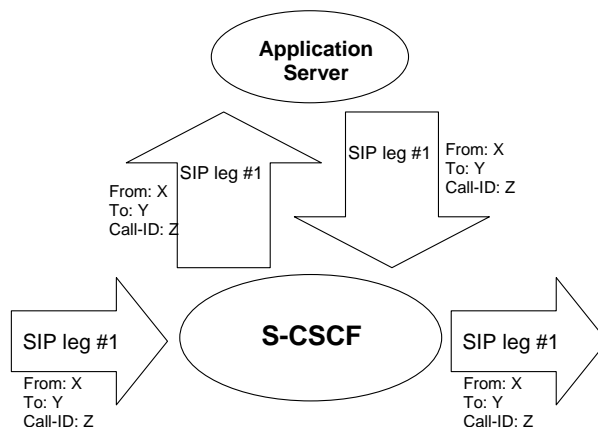 Application
Server
SIP leg #1
From: X
To: Y
Call-ID: Z
SIP leg #1
From: X
To: Y
Call-ID: Z
S-CSCF
SIP leg #1
From: X
To: Y
Call-ID: Z
SIP leg #1
From: X
To: Y
Call-ID: Z